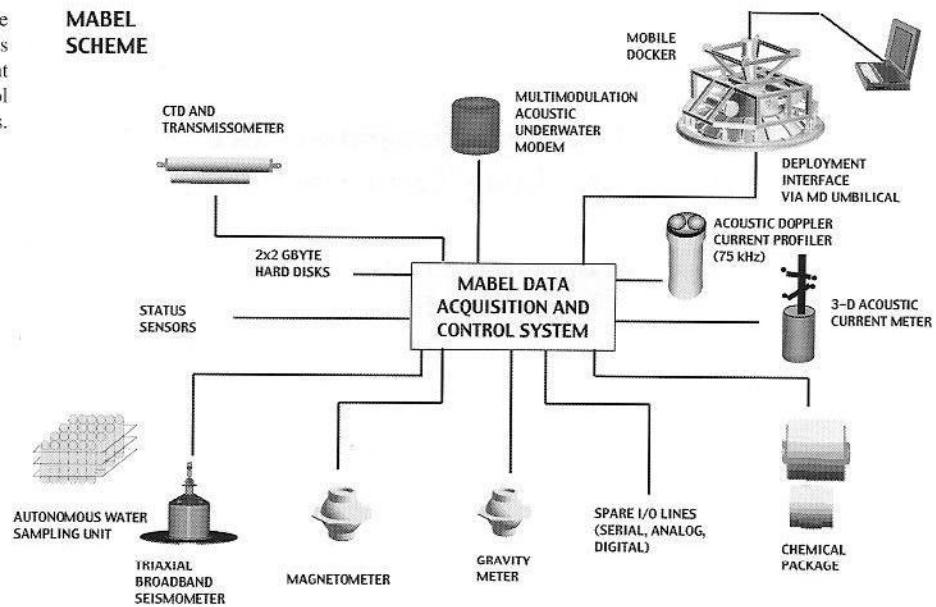 e
s
nt
ol
s.
MABEL
SCHEME
MOBILE
DOCKER
CTD AND
TRANSMISSOMETER
MULTIMODULATION
ACOUSTIC
UNDERWATER
MODEM
DEPLOYMENT
INTERFACE
VIA MD UMBILICAL
ACOUSTIC DOPPLER
CURRENT PROFILER
(75 kHz)
2x2 GBYTE
HARD DISKS
MABEL DATA
ACQUISITION AND
CONTROL SYSTEM
STATUS
SENSORS
3-D ACOUSTIC
CURRENT METER
AUTONOMOUS WATER
SAMPLING UNIT
TRIAXIAL
BROADBAND
SEISMOMETER
MAGNETOMETER
GRAVITY
METER
SPARE I/O LINES
(SERIAL, ANALOG,
DIGITAL)
CHEMICAL
PACKAGE